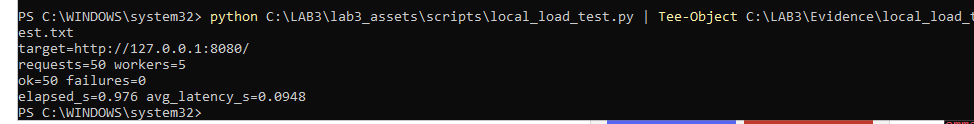 PS C:\WINDOWS\system32> python C:\LAB3\lab3_assets\scripts\local_load_test.py | Tee-Object C:\LAB3\Evidence\local_load_t
est.txt
target=http://127.0.0.1:8080/
requests=50 workers=5
ok=50 failures=0
elapsed_s=0.976 avg_latency_s=0.0948
PS C:\WINDOWS\system32>